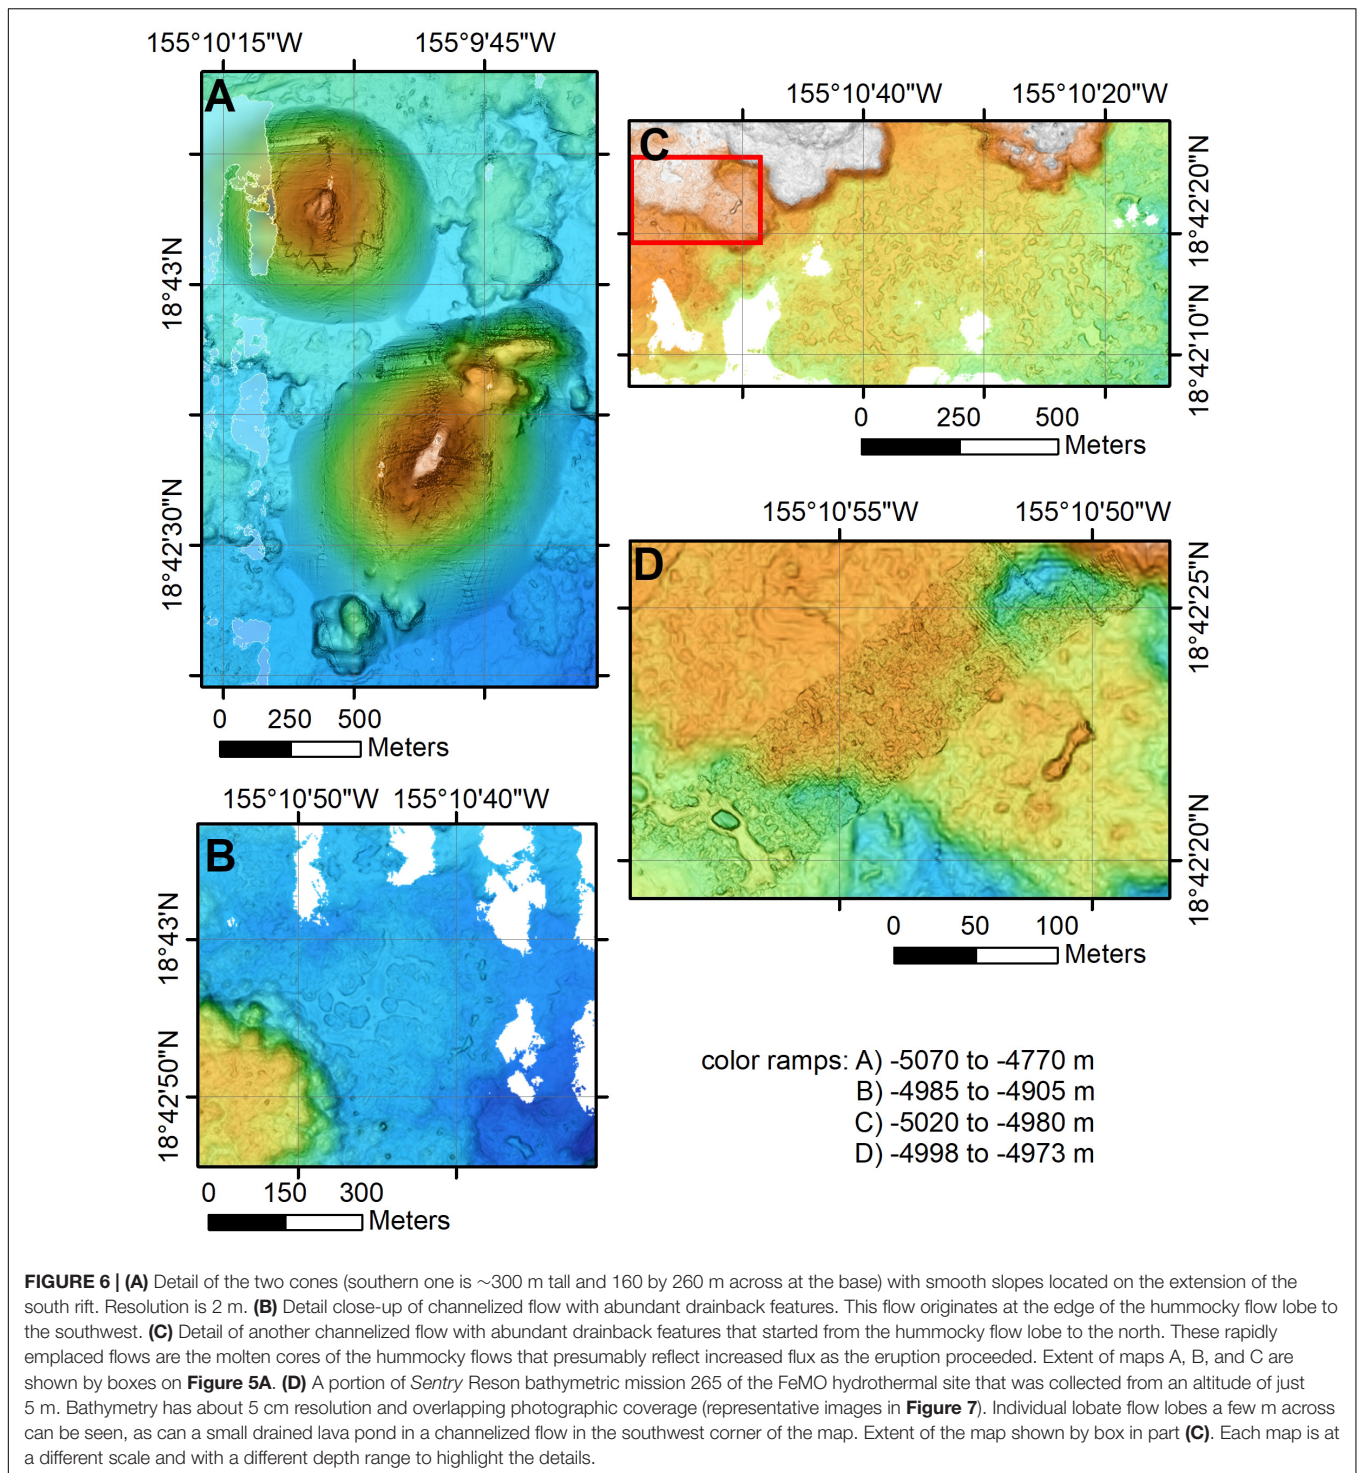 155°10'15"W 155°9'45"W
A
18°43'N
18°42'30"N
0 250 500
Meters
155°10'40"W 155°10'20"W
C
18°42'20"N
18°42'10"N
0 250 500
Meters
155°10'55"W 155°10'50"W
D
18°42'25"N
18°42'20"N
0 50 100
Meters
155°10'50"W 155°10'40"W
B
18°43'N
18°42'50"N
0 150 300
Meters
color ramps: A) -5070 to -4770 m
B) -4985 to -4905 m
C) -5020 to -4980 m
D) -4998 to -4973 m
FIGURE 6 | (A) Detail of the two cones (southern one is ∼300 m tall and 160 by 260 m across at the base) with smooth slopes located on the extension of the
south rift. Resolution is 2 m. (B) Detail close-up of channelized flow with abundant drainback features. This flow originates at the edge of the hummocky flow lobe to
the southwest. (C) Detail of another channelized flow with abundant drainback features that started from the hummocky flow lobe to the north. These rapidly
emplaced flows are the molten cores of the hummocky flows that presumably reflect increased flux as the eruption proceeded. Extent of maps A, B, and C are
shown by boxes on Figure 5A. (D) A portion of Sentry Reson bathymetric mission 265 of the FeMO hydrothermal site that was collected from an altitude of just
5 m. Bathymetry has about 5 cm resolution and overlapping photographic coverage (representative images in Figure 7). Individual lobate flow lobes a few m across
can be seen, as can a small drained lava pond in a channelized flow in the southwest corner of the map. Extent of the map shown by box in part (C). Each map is at
a different scale and with a different depth range to highlight the details.